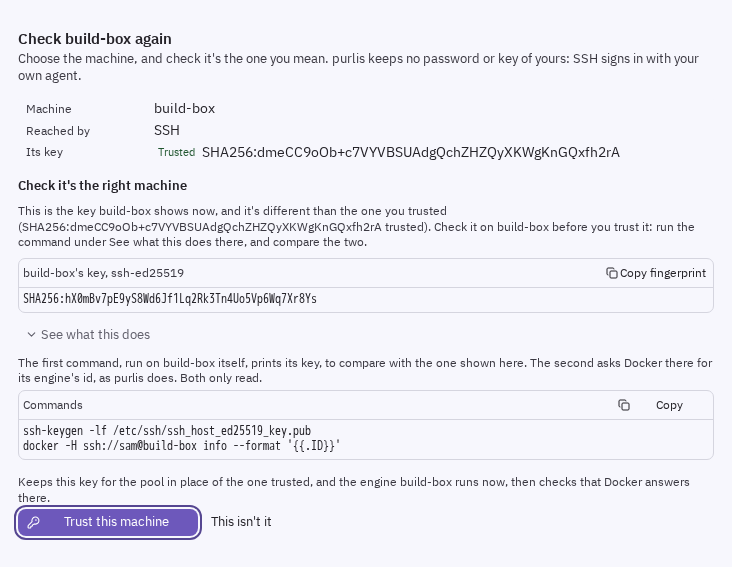 Check build-box again
Choose the machine, and check it's the one you mean. purlis keeps no password or key of yours: SSH signs in with your
own agent.
Machine build-box
Reached by SSH
Its key Trusted SHA256:dmeCC9oOb+c7VYVBSUAdgQchZHZQyXKWgKnGQxfh2rA
Check it's the right machine
This is the key build-box shows now, and it's different than the one you trusted
(SHA256:dmeCC9oOb+c7VYVBSUAdgQchZHZQyXKWgKnGQxfh2rA trusted). Check it on build-box before you trust it: run the
command under See what this does there, and compare the two.
build-box's key, ssh-ed25519 Copy fingerprint
SHA256:hX0mBv7pE9yS8Wd6Jf1Lq2Rk3Tn4Uo5Vp6Wq7Xr8Ys
See what this does
The first command, run on build-box itself, prints its key, to compare with the one shown here. The second asks Docker there for
its engine's id, as purlis does. Both only read.
Commands Copy
ssh-keygen -lf /etc/ssh/ssh_host_ed25519_key.pub
docker -H ssh://sam@build-box info --format '{{.ID}}'
Keeps this key for the pool in place of the one trusted, and the engine build-box runs now, then checks that Docker answers
there.
Trust this machine This isn't it